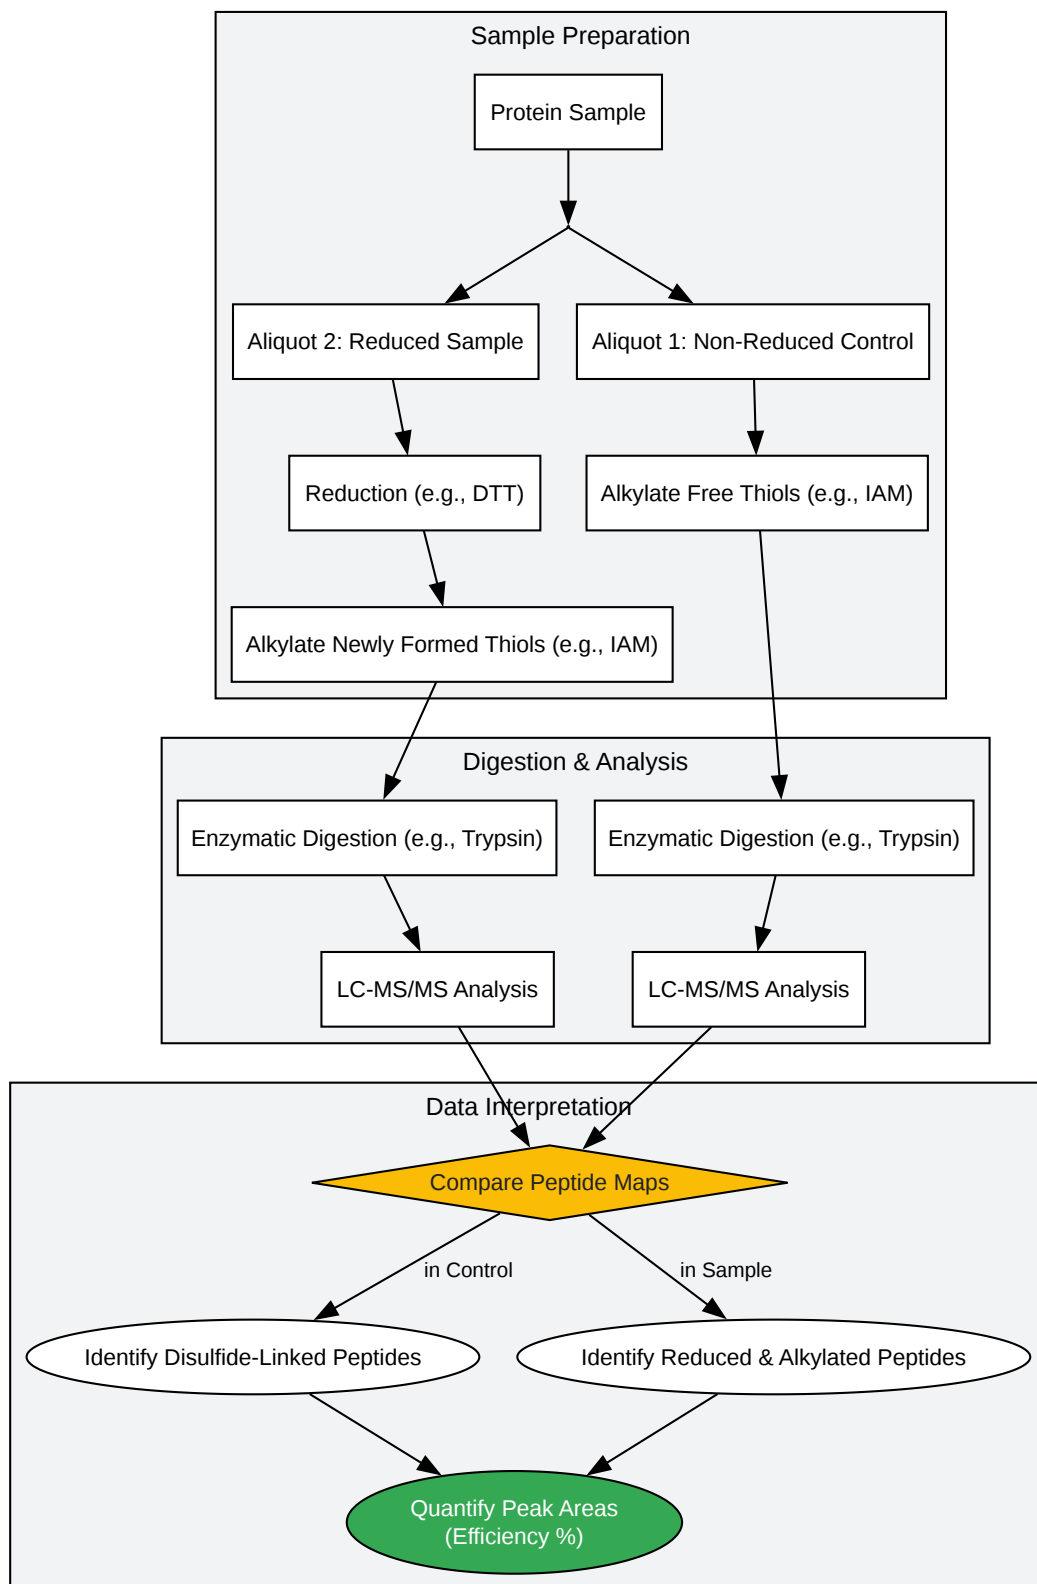 Sample Preparation
Protein Sample
Aliquot 2: Reduced Sample
Aliquot 1: Non-Reduced Control
Reduction (e.g., DTT)
Alkylate Free Thiols (e.g., IAM)
Alkylate Newly Formed Thiols (e.g., IAM)
Digestion & Analysis
Enzymatic Digestion (e.g., Trypsin)
Enzymatic Digestion (e.g., Trypsin)
LC-MS/MS Analysis
LC-MS/MS Analysis
Data Interpretation
Compare Peptide Maps
in Control
in Sample
Identify Disulfide-Linked Peptides
Identify Reduced & Alkylated Peptides
Quantify Peak Areas
(Efficiency %)